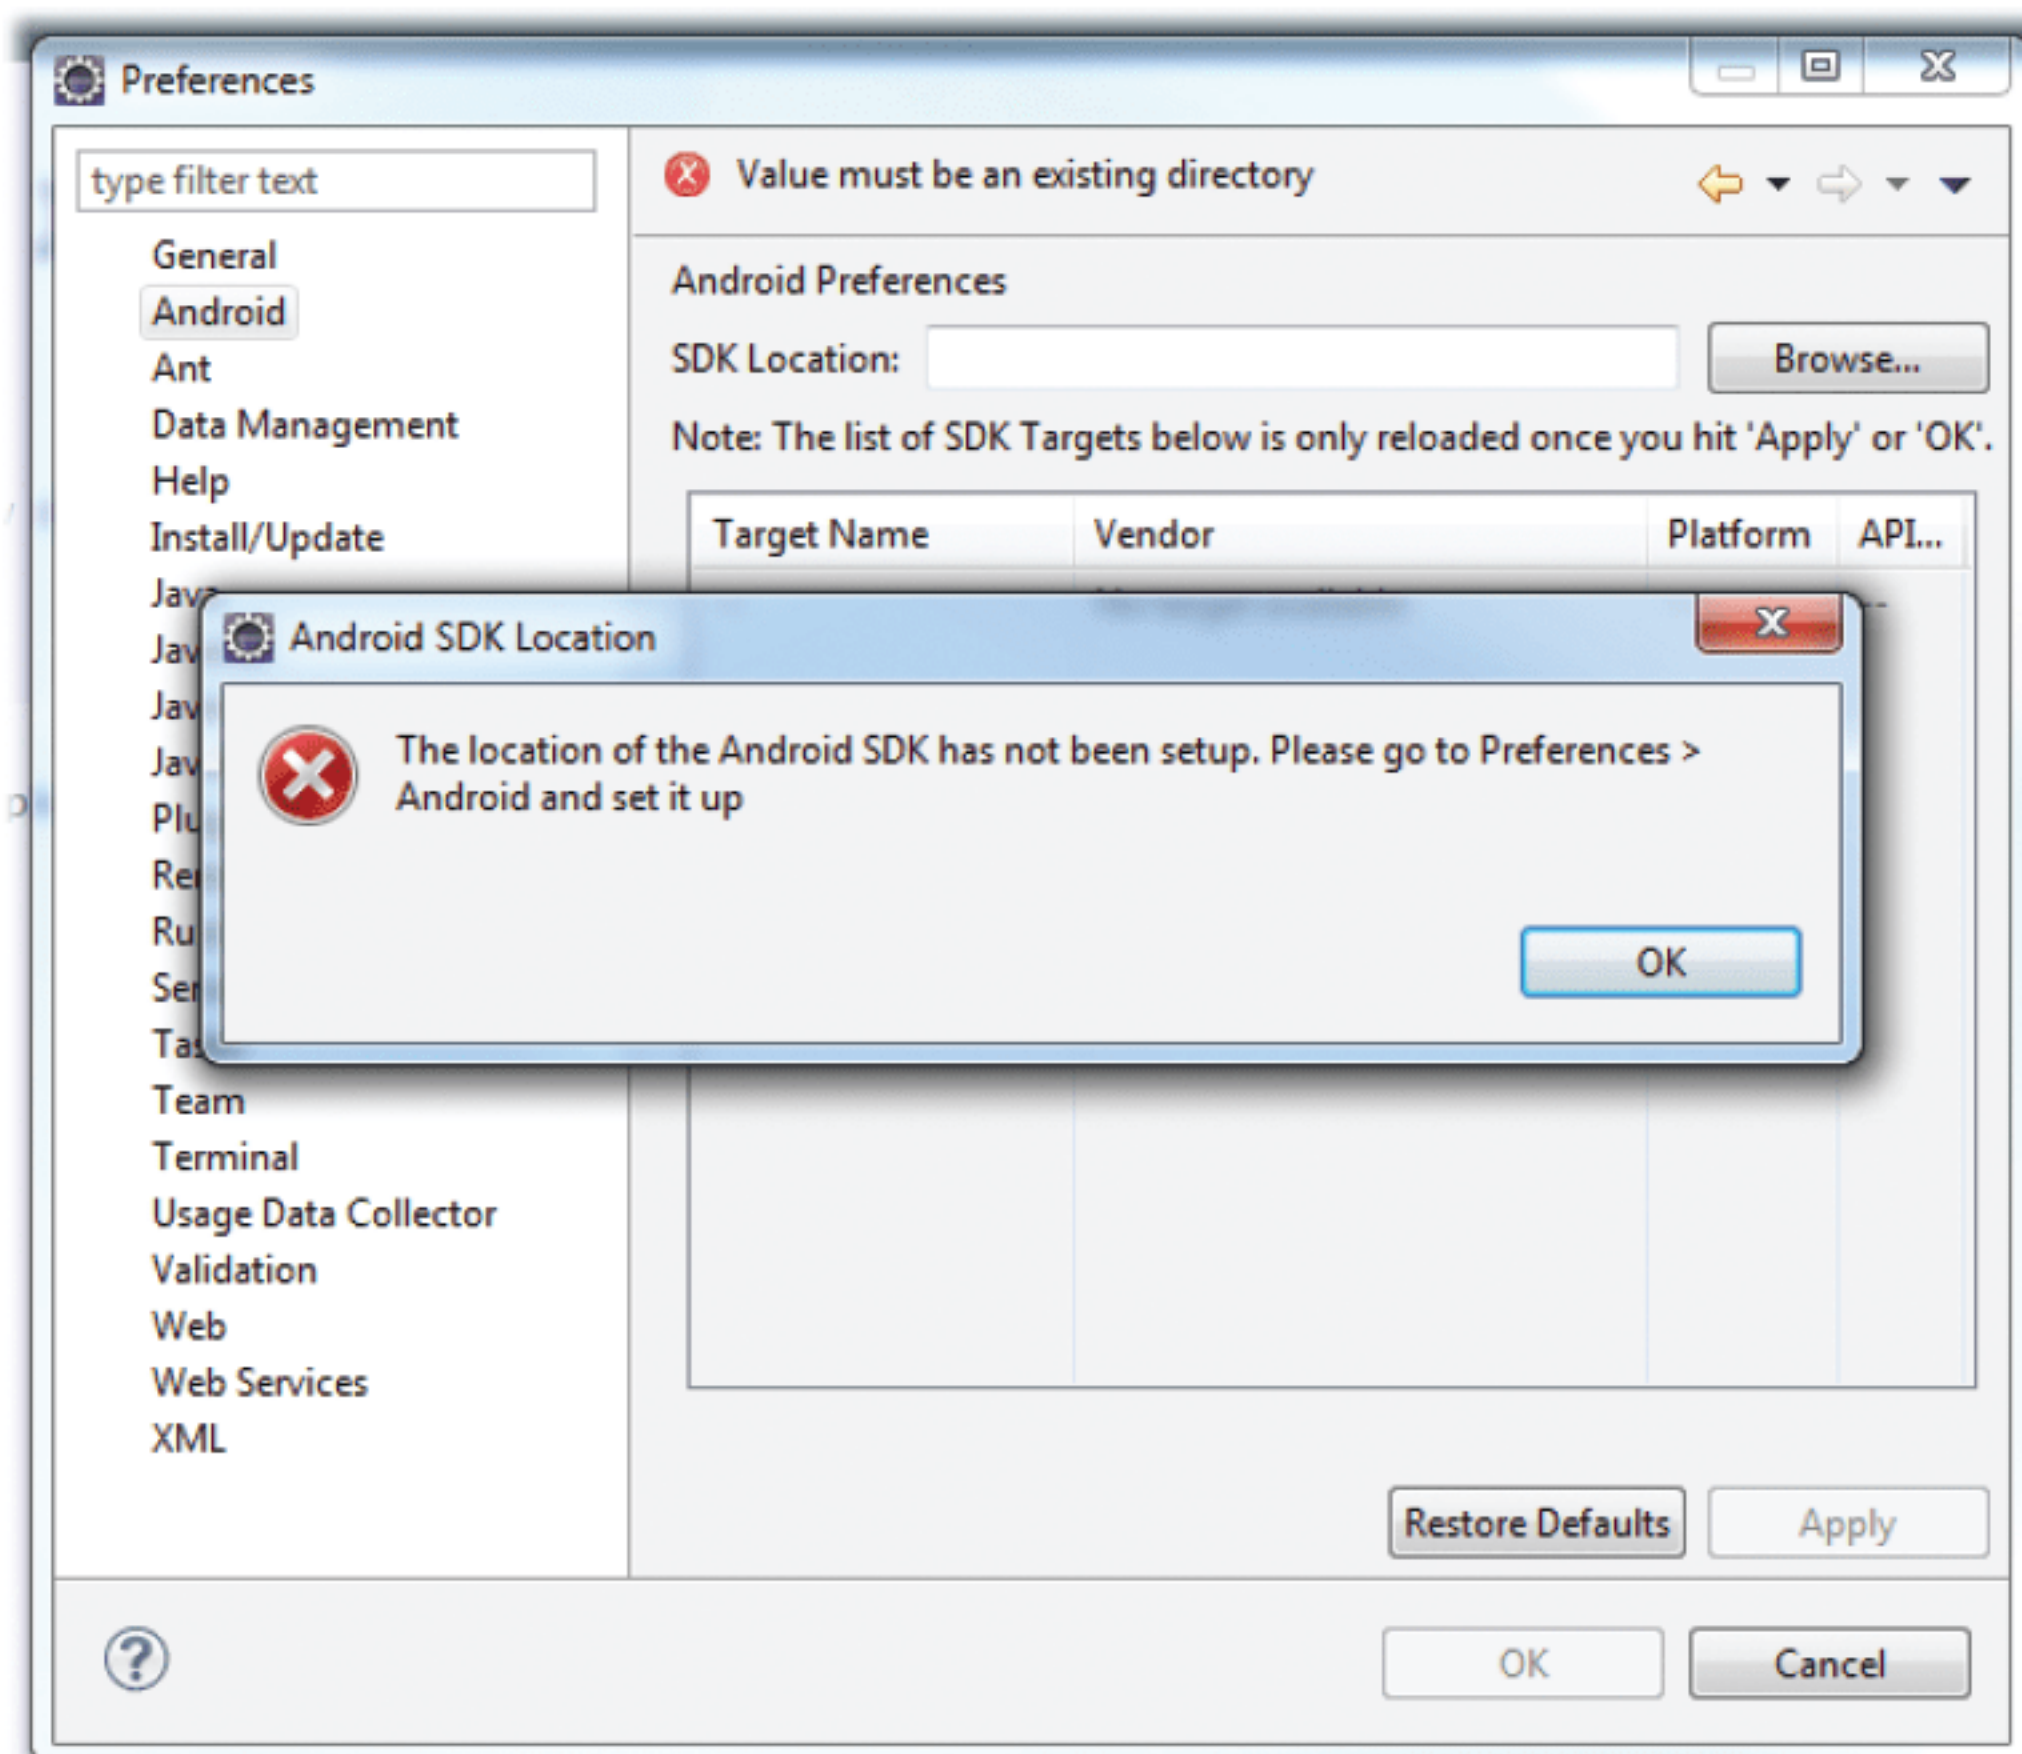 Preferences
type filter text
Value must be an existing directory
General
Android
Ant
Data Management
Help
Install/Update
Java
Team
Terminal
Usage Data Collector
Validation
Web
Web Services
XML
Android Preferences
SDK Location:
Browse...
Note: The list of SDK Targets below is only reloaded once you hit 'Apply' or 'OK'.
Target Name Vendor Platform API...
Android SDK Location
The location of the Android SDK has not been setup. Please go to Preferences >
Android and set it up
OK
Restore Defaults
Apply
OK
Cancel